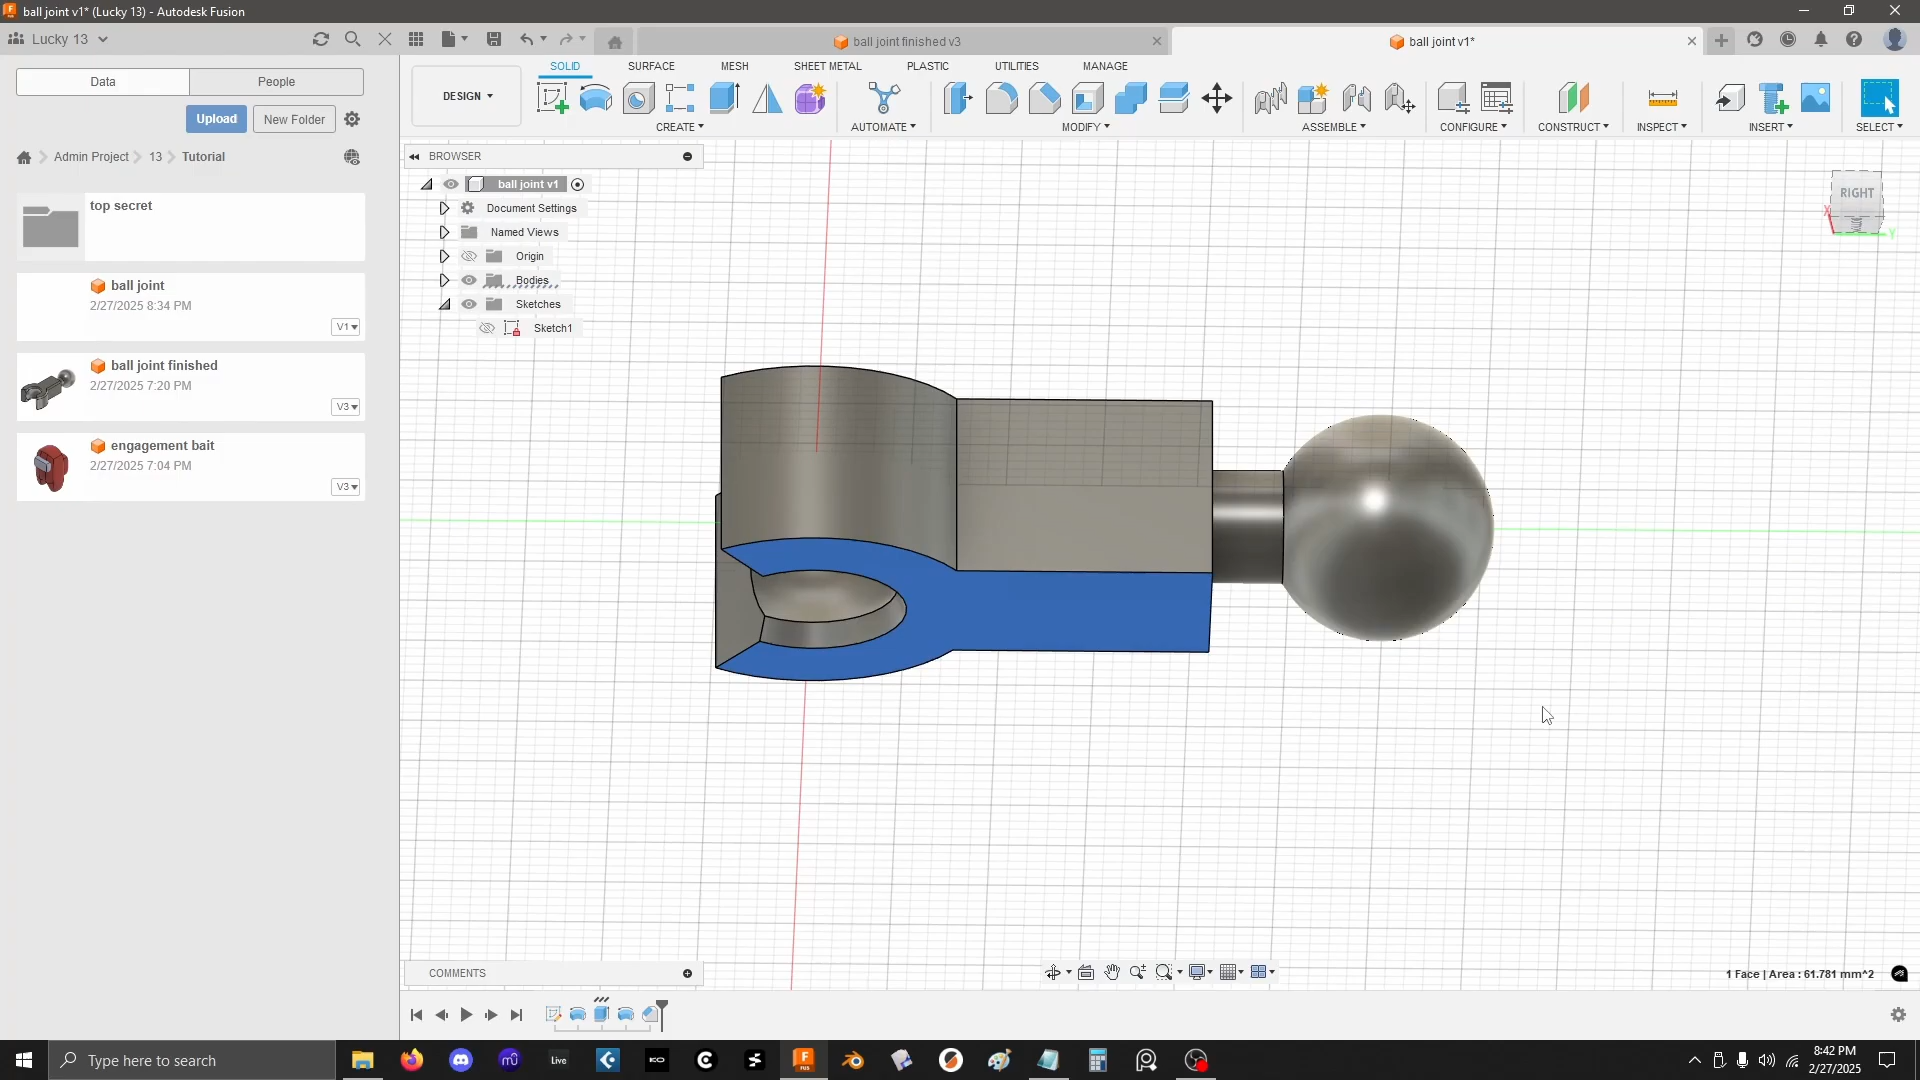 ball joint v1* (Lucky 13) - Autodesk Fusion
Lucky 13
ball joint finished v3
ball joint v1*
Data
People
Upload
New Folder
Admin Project
13
Tutorial
top secret
ball joint
2/27/2025 8:34 PM
V1
ball joint finished
2/27/2025 7:20 PM
V3
engagement bait
2/27/2025 7:04 PM
V3
DESIGN
SOLID
SURFACE
MESH
SHEET METAL
PLASTIC
UTILITIES
MANAGE
CREATE
AUTOMATE
MODIFY
ASSEMBLE
CONFIGURE
CONSTRUCT
INSPECT
INSERT
SELECT
BROWSER
ball joint v1
Document Settings
Named Views
Origin
Bodies
Sketches
Sketch1
RIGHT
X
Y
COMMENTS
1 Face | Area : 61.781 mm^2
Type here to search
Live
8:42 PM
2/27/2025